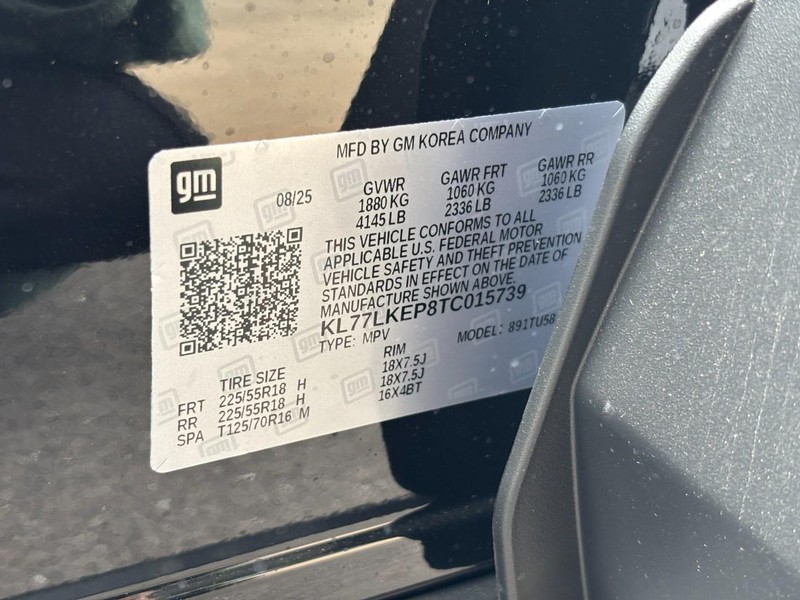 MFD BY GM KOREA COMPANY
gm
08/25
GVWR GAWR FRT GAWR RR
1880 KG 1060 KG 1060 KG
4145 LB 2336 LB 2336 LB
THIS VEHICLE CONFORMS TO ALL
APPLICABLE U.S. FEDERAL MOTOR
VEHICLE SAFETY AND THEFT PREVENTION
STANDARDS IN EFFECT ON THE DATE OF
MANUFACTURE SHOWN ABOVE.
KL77LKEP8TC015739
TYPE: MPV MODEL: 891TU58
TIRE SIZE RIM
FRT 225/55R18 H 18X7.5J
RR 225/55R18 H 18X7.5J
SPA T125/70R16 M 16X4BT